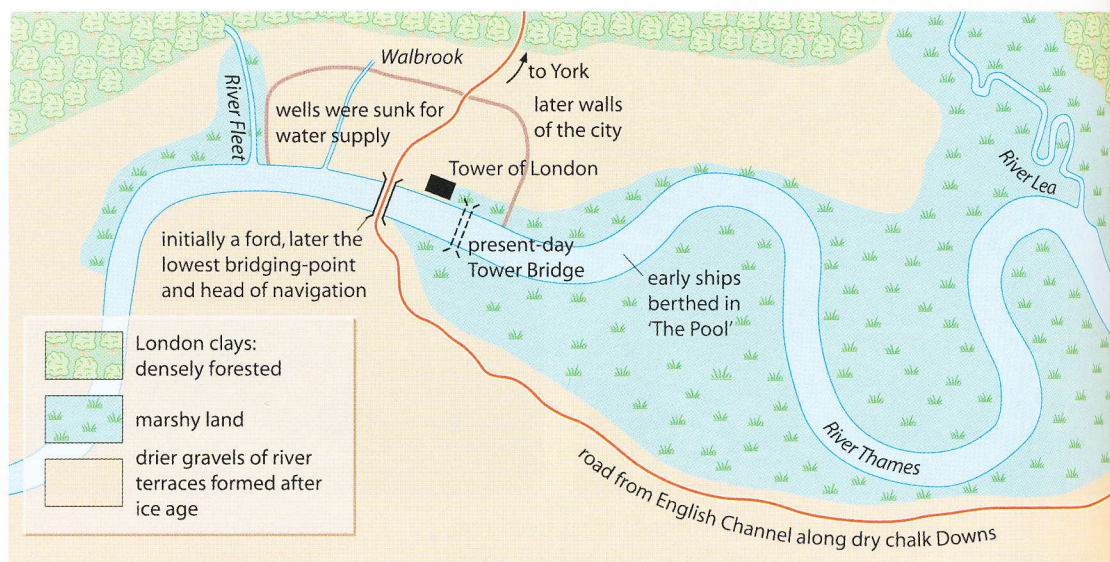 Walbrook
River Fleet
to York
wells were sunk for
water supply
later walls
of the city
Tower of London
River Lea
initially a ford, later the
lowest bridging-point
and head of navigation
present-day
Tower Bridge
early ships
berthed in
'The Pool'
London clays:
densely forested
marshy land
drier gravels of river
terraces formed after
ice age
River Thames
road from English Channel along dry chalk Downs